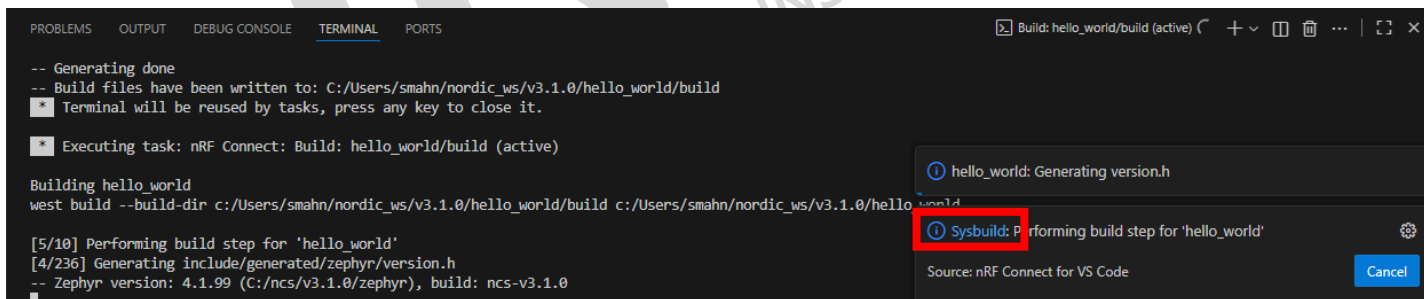 INS
PROBLEMS OUTPUT DEBUG CONSOLE TERMINAL PORTS
Build: hello_world/build (active)
-- Generating done
-- Build files have been written to: C:/Users/smahn/nordic_ws/v3.1.0/hello_world/build
* Terminal will be reused by tasks, press any key to close it.
* Executing task: nRF Connect: Build: hello_world/build (active)
Building hello_world
west build --build-dir c:/Users/smahn/nordic_ws/v3.1.0/hello_world/build c:/Users/smahn/nordic_ws/v3.1.0/hello_world
[5/10] Performing build step for 'hello_world'
[4/236] Generating include/generated/zephyr/version.h
-- Zephyr version: 4.1.99 (C:/ncs/v3.1.0/zephyr), build: ncs-v3.1.0
hello_world: Generating version.h
Sysbuild: Performing build step for 'hello_world'
Source: nRF Connect for VS Code
Cancel